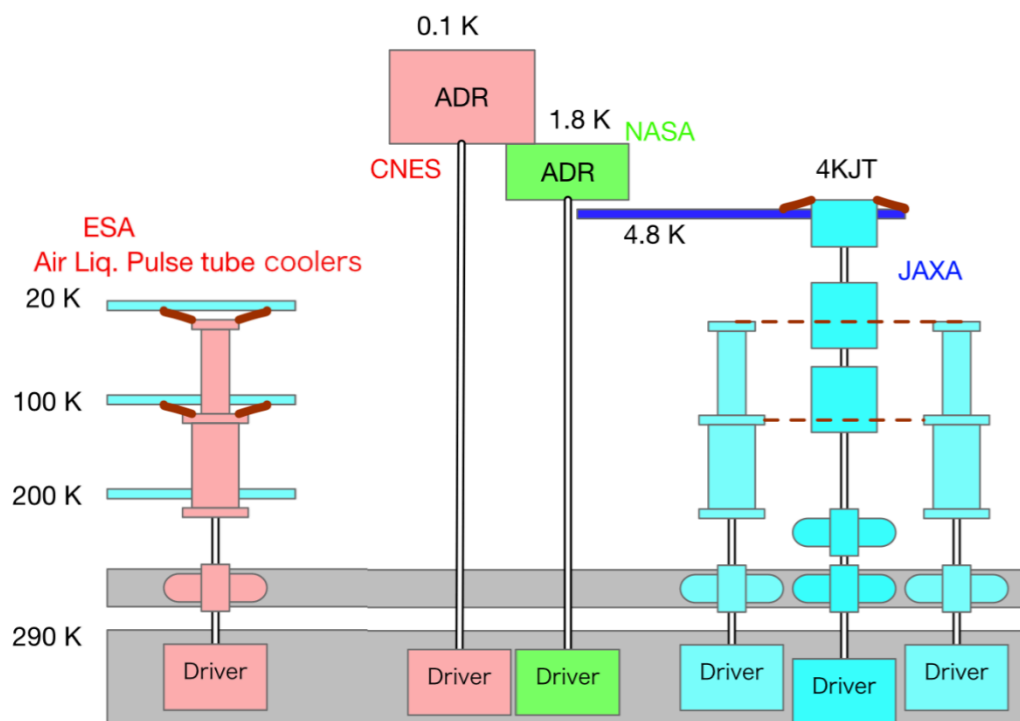 0.1 K
ADR
1.8 K
NASA
CNES
ADR
4KJT
4.8 K
JAXA
ESA
Air Liq. Pulse tube coolers
20 K
100 K
200 K
290 K
Driver
Driver
Driver
Driver
Driver
Driver